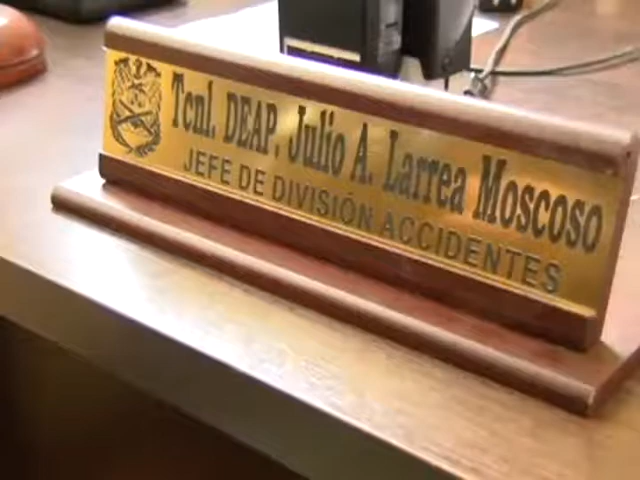 Tcnl. DEAP. Julio A. Larrea Moscoso
JEFE DE DIVISIÓN ACCIDENTES